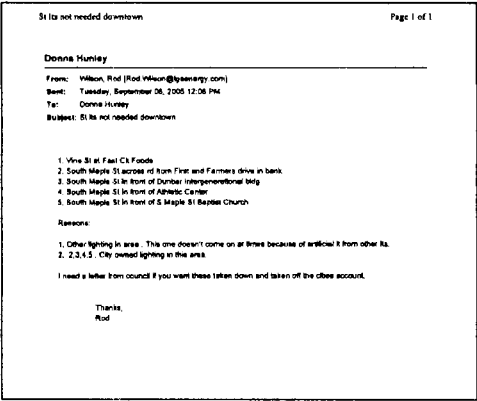 St lts not needed downtown
Page 1 of 1
Donna Hunley
From: Wilson, Rod [Rod.Wilson@lgeenergy.com]
Sent: Tuesday, September 06, 2005 12:06 PM
To: Donna Hunley
Subject: St lts not needed downtown
1. Vine St at Fast Ck Foods
2. South Maple St across rd from First and Farmers drive in bank
3. South Maple St in front of Dunbar Intergenerational bldg
4. South Maple St in front of Athletic Center
5. South Maple St in front of S Maple St Baptist Church
Reasons:
1. Other lighting in area . This one doesn't come on at times because of artificial lt from other lts.
2. 2,3,4,5 . City owned lighting in this area.
I need a letter from council if you want these taken down and taken off the cities account.
Thanks,
Rod